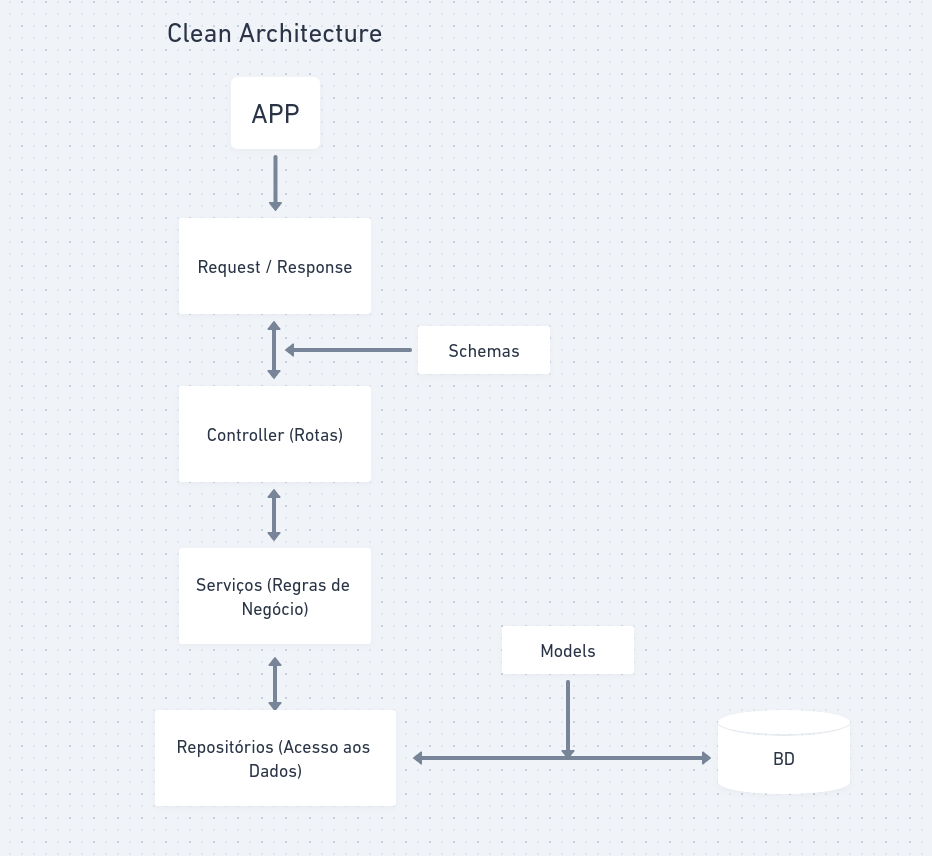 Clean Architecture
APP
Request / Response
Schemas
Controller (Rotas)
Serviços (Regras de
Negócio)
Models
Repositórios (Acesso aos
Dados)
BD